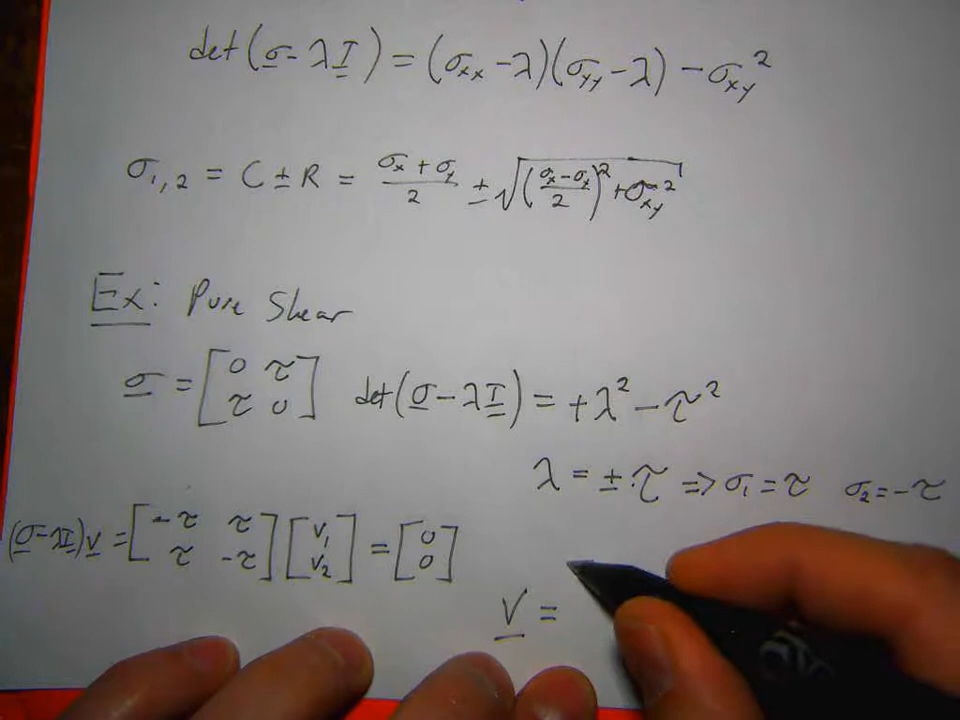 det(σ - λI) = (σxx - λ)(σyy - λ) - σxy²
σ1,2 = C ± R = (σx + σy)/2 ± √(((σx - σy)/2)² + σxy²)
Ex: Pure Shear
σ = [0 τ; τ 0] det(σ - λI) = +λ² - τ²
λ = ± τ ⇒ σ1 = τ σ2 = -τ
(σ - λI)v = [-τ τ; τ -τ] [v1; v2] = [0; 0]
v =